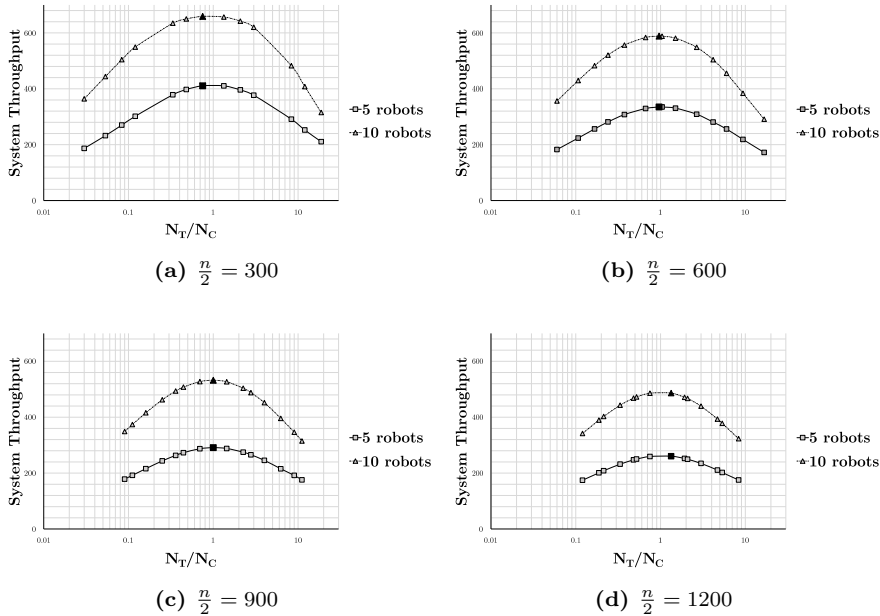 System Throughput
600
400
200
0
0.01
0.1
1
10
N_T/N_C
5 robots
10 robots
(a) n/2 = 300
System Throughput
600
400
200
0
0.01
0.1
1
10
N_T/N_C
5 robots
10 robots
(b) n/2 = 600
System Throughput
600
400
200
0
0.01
0.1
1
10
N_T/N_C
5 robots
10 robots
(c) n/2 = 900
System Throughput
600
400
200
0
0.01
0.1
1
10
N_T/N_C
5 robots
10 robots
(d) n/2 = 1200